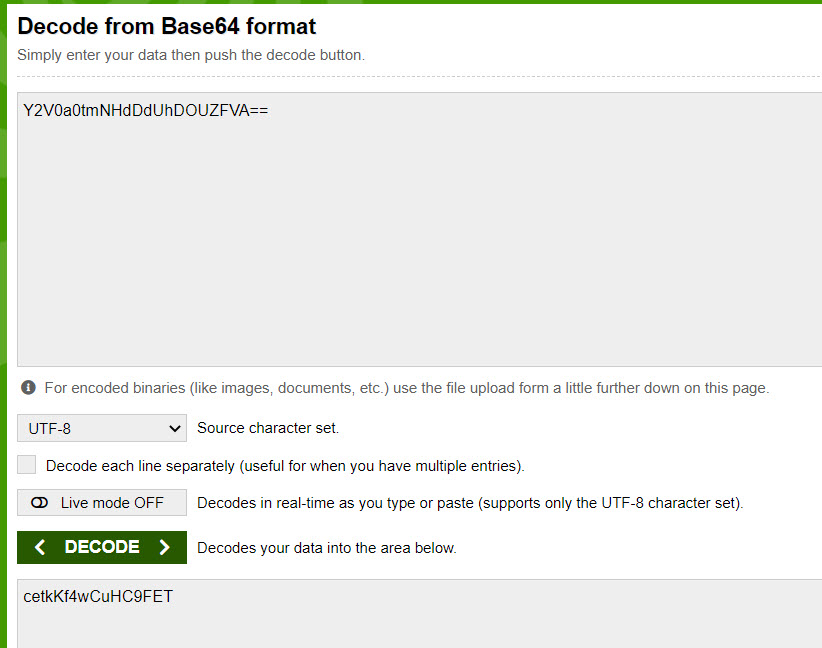 Decode from Base64 format
Simply enter your data then push the decode button.
Y2V0a0tmNHdDdUhDOUZFVA==
For encoded binaries (like images, documents, etc.) use the file upload form a little further down on this page.
UTF-8 Source character set.
Decode each line separately (useful for when you have multiple entries).
Live mode OFF Decodes in real-time as you type or paste (supports only the UTF-8 character set).
DECODE Decodes your data into the area below.
cetkKf4wCuHC9FET